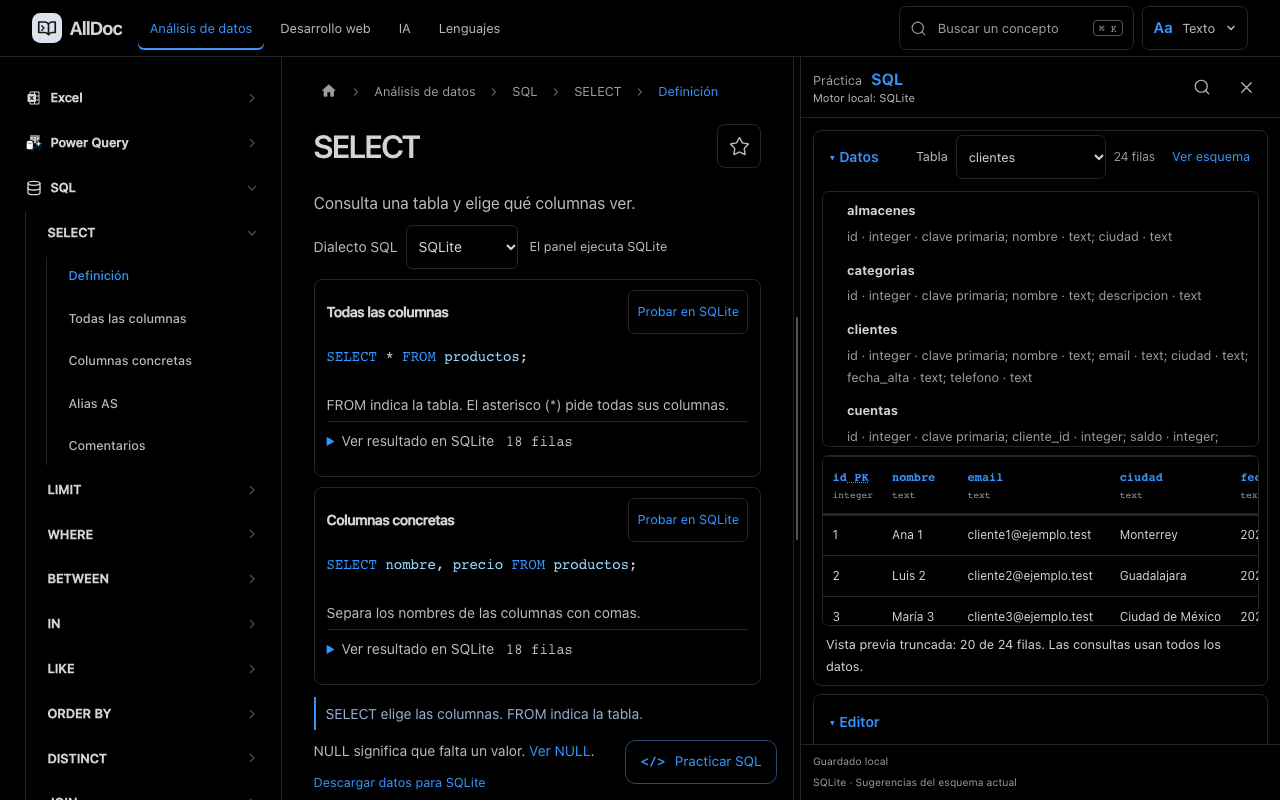 AllDoc
Análisis de datos
Desarrollo web
IA
Lenguajes
Buscar un concepto
⌘ K
Aa Texto
Excel
Power Query
SQL
SELECT
Definición
Todas las columnas
Columnas concretas
Alias AS
Comentarios
LIMIT
WHERE
BETWEEN
IN
LIKE
ORDER BY
DISTINCT
Análisis de datos > SQL > SELECT > Definición
SELECT
Consulta una tabla y elige qué columnas ver.
Dialecto SQL SQLite El panel ejecuta SQLite
Todas las columnas
Probar en SQLite
SELECT * FROM productos;
FROM indica la tabla. El asterisco (*) pide todas sus columnas.
Ver resultado en SQLite 18 filas
Columnas concretas
Probar en SQLite
SELECT nombre, precio FROM productos;
Separa los nombres de las columnas con comas.
Ver resultado en SQLite 18 filas
SELECT elige las columnas. FROM indica la tabla.
NULL significa que falta un valor. Ver NULL.
Descargar datos para SQLite
</> Practicar SQL
Práctica SQL
Motor local: SQLite
Datos
Tabla clientes 24 filas Ver esquema
almacenes
id · integer · clave primaria; nombre · text; ciudad · text
categorias
id · integer · clave primaria; nombre · text; descripcion · text
clientes
id · integer · clave primaria; nombre · text; email · text; ciudad · text;
fecha_alta · text; telefono · text
cuentas
id · integer · clave primaria; cliente_id · integer; saldo · integer;
id PK nombre email ciudad fec
integer text text text tex
1 Ana 1 cliente1@ejemplo.test Monterrey 202
2 Luis 2 cliente2@ejemplo.test Guadalajara 202
3 María 3 cliente3@ejemplo.test Ciudad de México 202
Vista previa truncada: 20 de 24 filas. Las consultas usan todos los
datos.
Editor
Guardado local
SQLite · Sugerencias del esquema actual